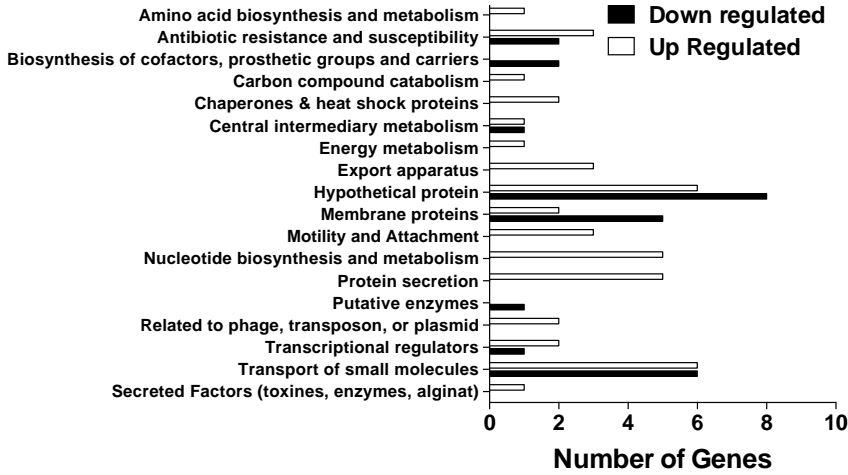 Amino acid biosynthesis and metabolism
Antibiotic resistance and susceptibility
Biosynthesis of cofactors, prosthetic groups and carriers
Carbon compound catabolism
Chaperones & heat shock proteins
Central intermediary metabolism
Energy metabolism
Export apparatus
Hypothetical protein
Membrane proteins
Motility and Attachment
Nucleotide biosynthesis and metabolism
Protein secretion
Putative enzymes
Related to phage, transposon, or plasmid
Transcriptional regulators
Transport of small molecules
Secreted Factors (toxines, enzymes, alginat)
Down regulated
Up Regulated
0 2 4 6 8 10
Number of Genes